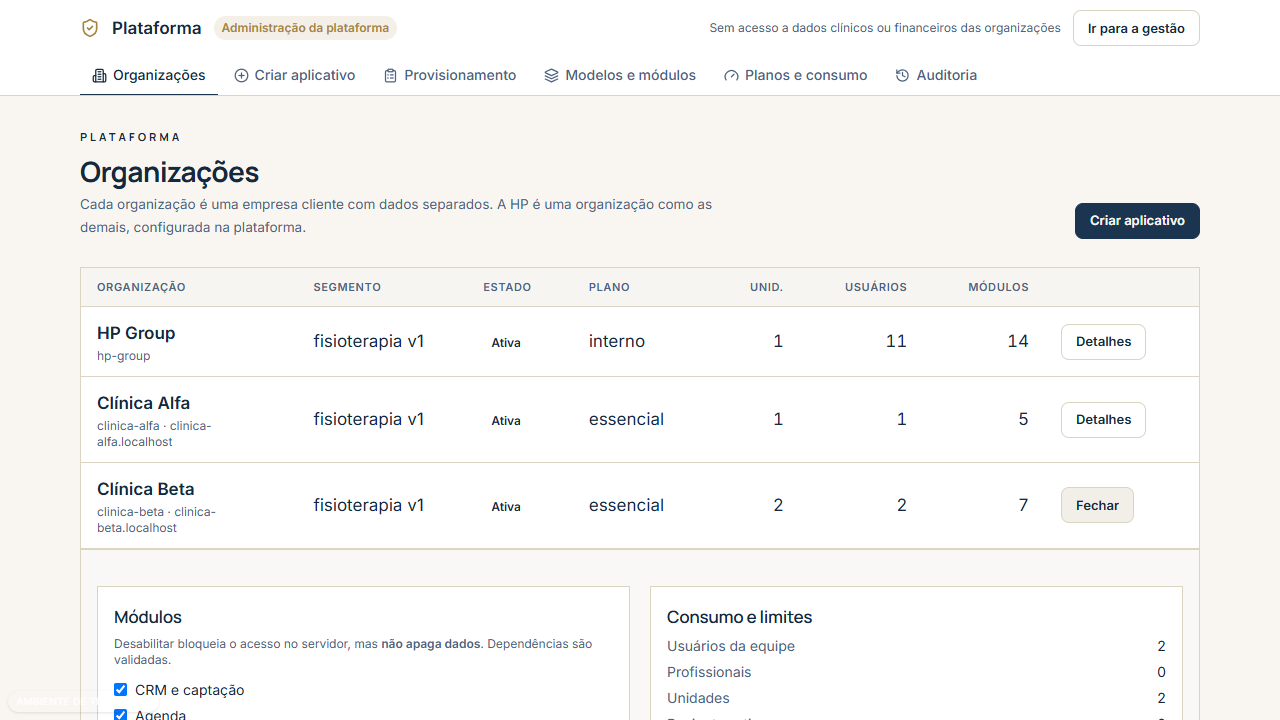 Plataforma
Administração da plataforma
Sem acesso a dados clínicos ou financeiros das organizações
Ir para a gestão
Organizações
Criar aplicativo
Provisionamento
Modelos e módulos
Planos e consumo
Auditoria
PLATAFORMA
Organizações
Cada organização é uma empresa cliente com dados separados. A HP é uma organização como as
demais, configurada na plataforma.
Criar aplicativo
ORGANIZAÇÃO SEGMENTO ESTADO PLANO UNID. USUÁRIOS MÓDULOS
HP Group
hp-group
fisioterapia v1 Ativa interno 1 11 14 Detalhes
Clínica Alfa
clinica-alfa · clinica-
alfa.localhost
fisioterapia v1 Ativa essencial 1 1 5 Detalhes
Clínica Beta
clinica-beta · clinica-
beta.localhost
fisioterapia v1 Ativa essencial 2 2 7 Fechar
Módulos
Desabilitar bloqueia o acesso no servidor, mas não apaga dados. Dependências são
validadas.
CRM e captação
Agenda
Consumo e limites
Usuários da equipe 2
Profissionais 0
Unidades 2
AMBIENTE DE